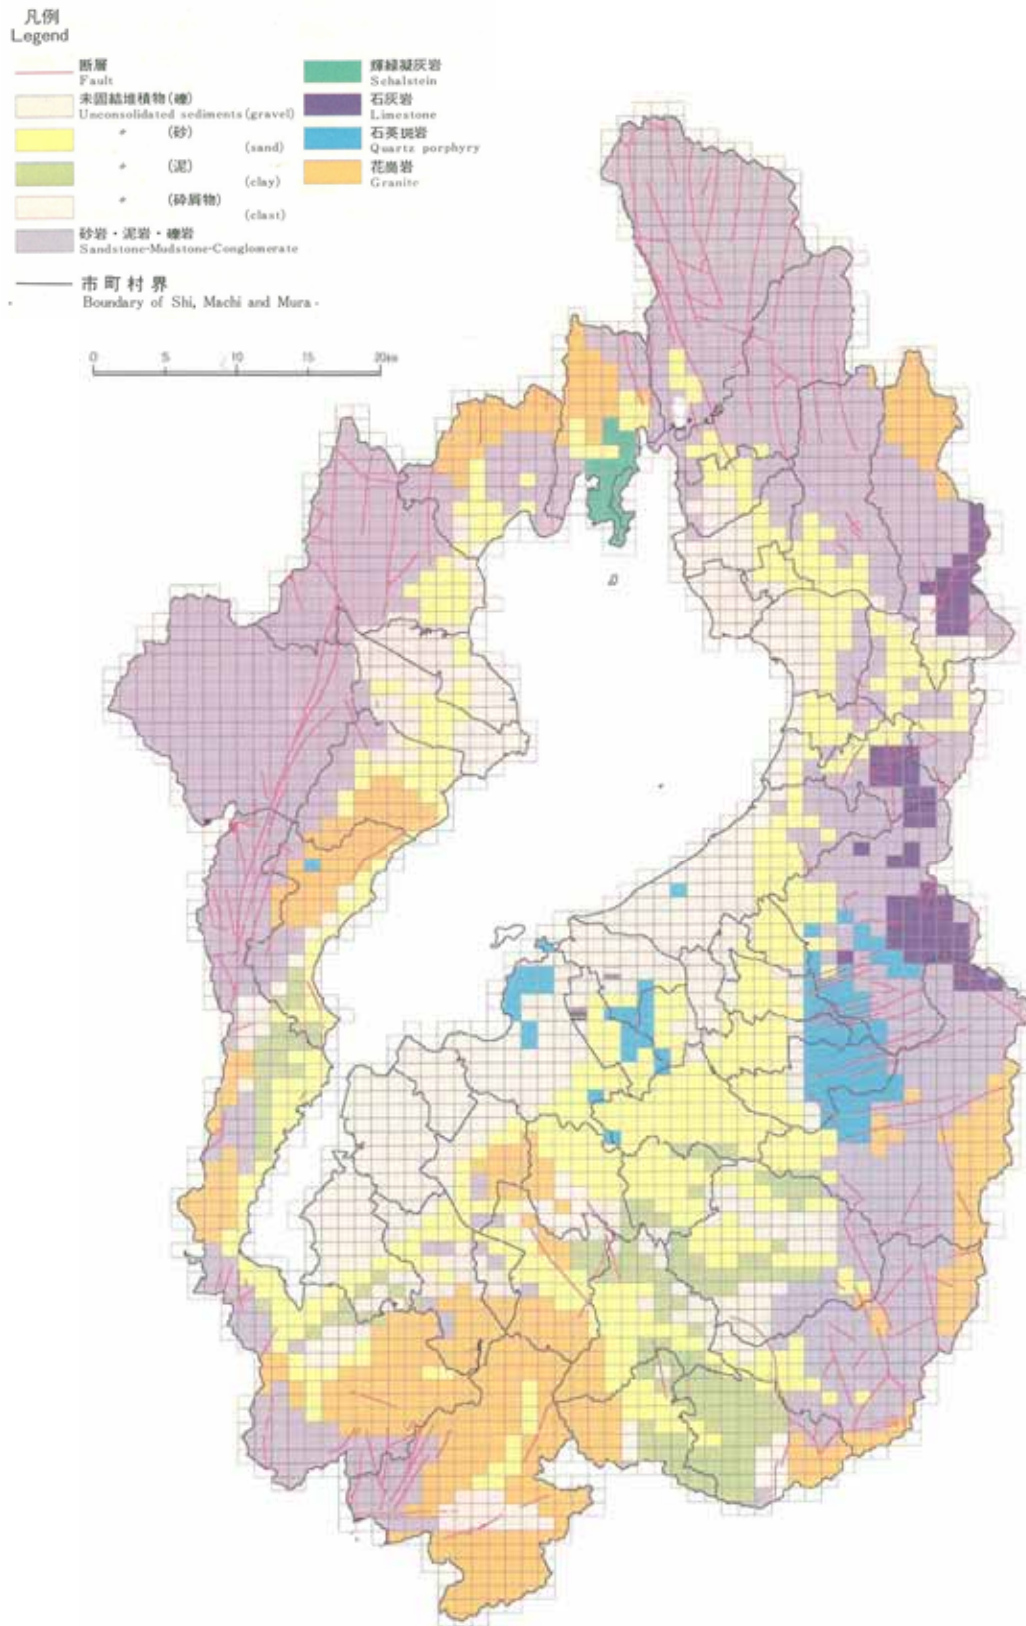 凡例
Legend
断層
Fault
未固結堆積物(礫)
Unconsolidated sediments (gravel)
〃 (砂)
(sand)
〃 (泥)
(clay)
〃 (砕屑物)
(clast)
砂岩・泥岩・礫岩
Sandstone-Mudstone-Conglomerate
市町村界
Boundary of Shi, Machi and Mura
輝緑凝灰岩
Schalstein
石灰岩
Limestone
石英斑岩
Quartz porphyry
花崗岩
Granite
0 5 10 15 20km